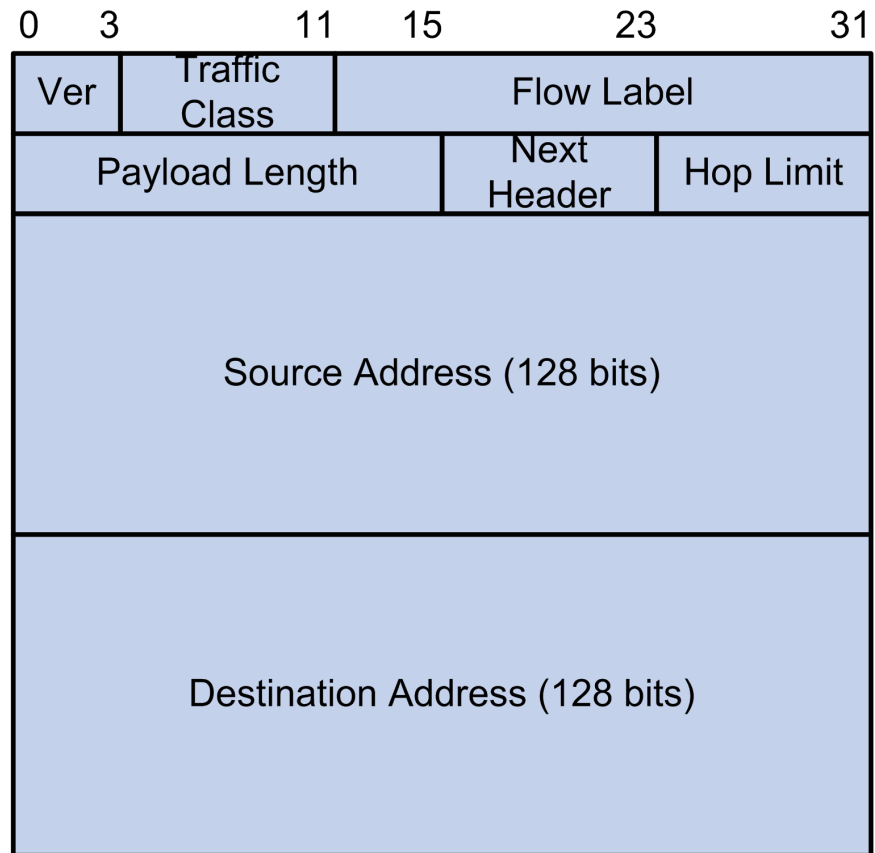 0 3 11 15 23 31
Ver Traffic Class Flow Label
Payload Length Next Header Hop Limit
Source Address (128 bits)
Destination Address (128 bits)